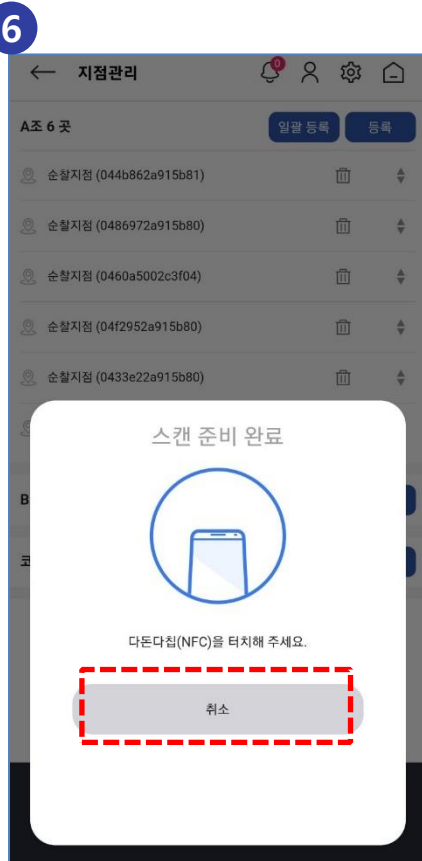 6
지점관리
0
A조 6 곳
일괄 등록
등록
순찰지점 (044b862a915b81)
순찰지점 (0486972a915b80)
순찰지점 (0460a5002c3f04)
순찰지점 (04f2952a915b80)
순찰지점 (0433e22a915b80)
스캔 준비 완료
B
코
다돈다칩(NFC)을 터치해 주세요.
취소